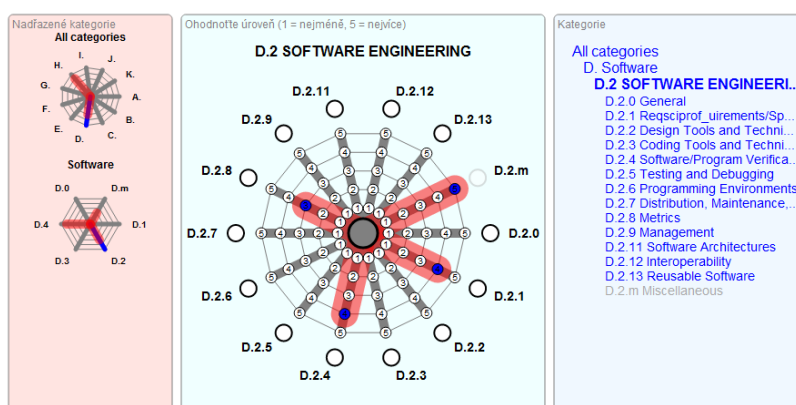 Nadřazené kategorie
All categories
I.
J.
H.
K.
G.
A.
F.
B.
E.
C.
D.
Software
D.0
D.m
D.4
D.1
D.3
D.2
Ohodnoťte úroveň (1 = nejméně, 5 = nejvíce)
D.2 SOFTWARE ENGINEERING
D.2.11
D.2.12
D.2.9
D.2.13
D.2.8
D.2.m
D.2.7
D.2.0
D.2.6
D.2.1
D.2.5
D.2.2
D.2.4
D.2.3
Kategorie
All categories
D. Software
D.2 SOFTWARE ENGINEERI...
D.2.0 General
D.2.1 Reqsciprof_uirements/Sp...
D.2.2 Design Tools and Techni...
D.2.3 Coding Tools and Techni...
D.2.4 Software/Program Verifica...
D.2.5 Testing and Debugging
D.2.6 Programming Environments
D.2.7 Distribution, Maintenance,...
D.2.8 Metrics
D.2.9 Management
D.2.11 Software Architectures
D.2.12 Interoperability
D.2.13 Reusable Software
D.2.m Miscellaneous